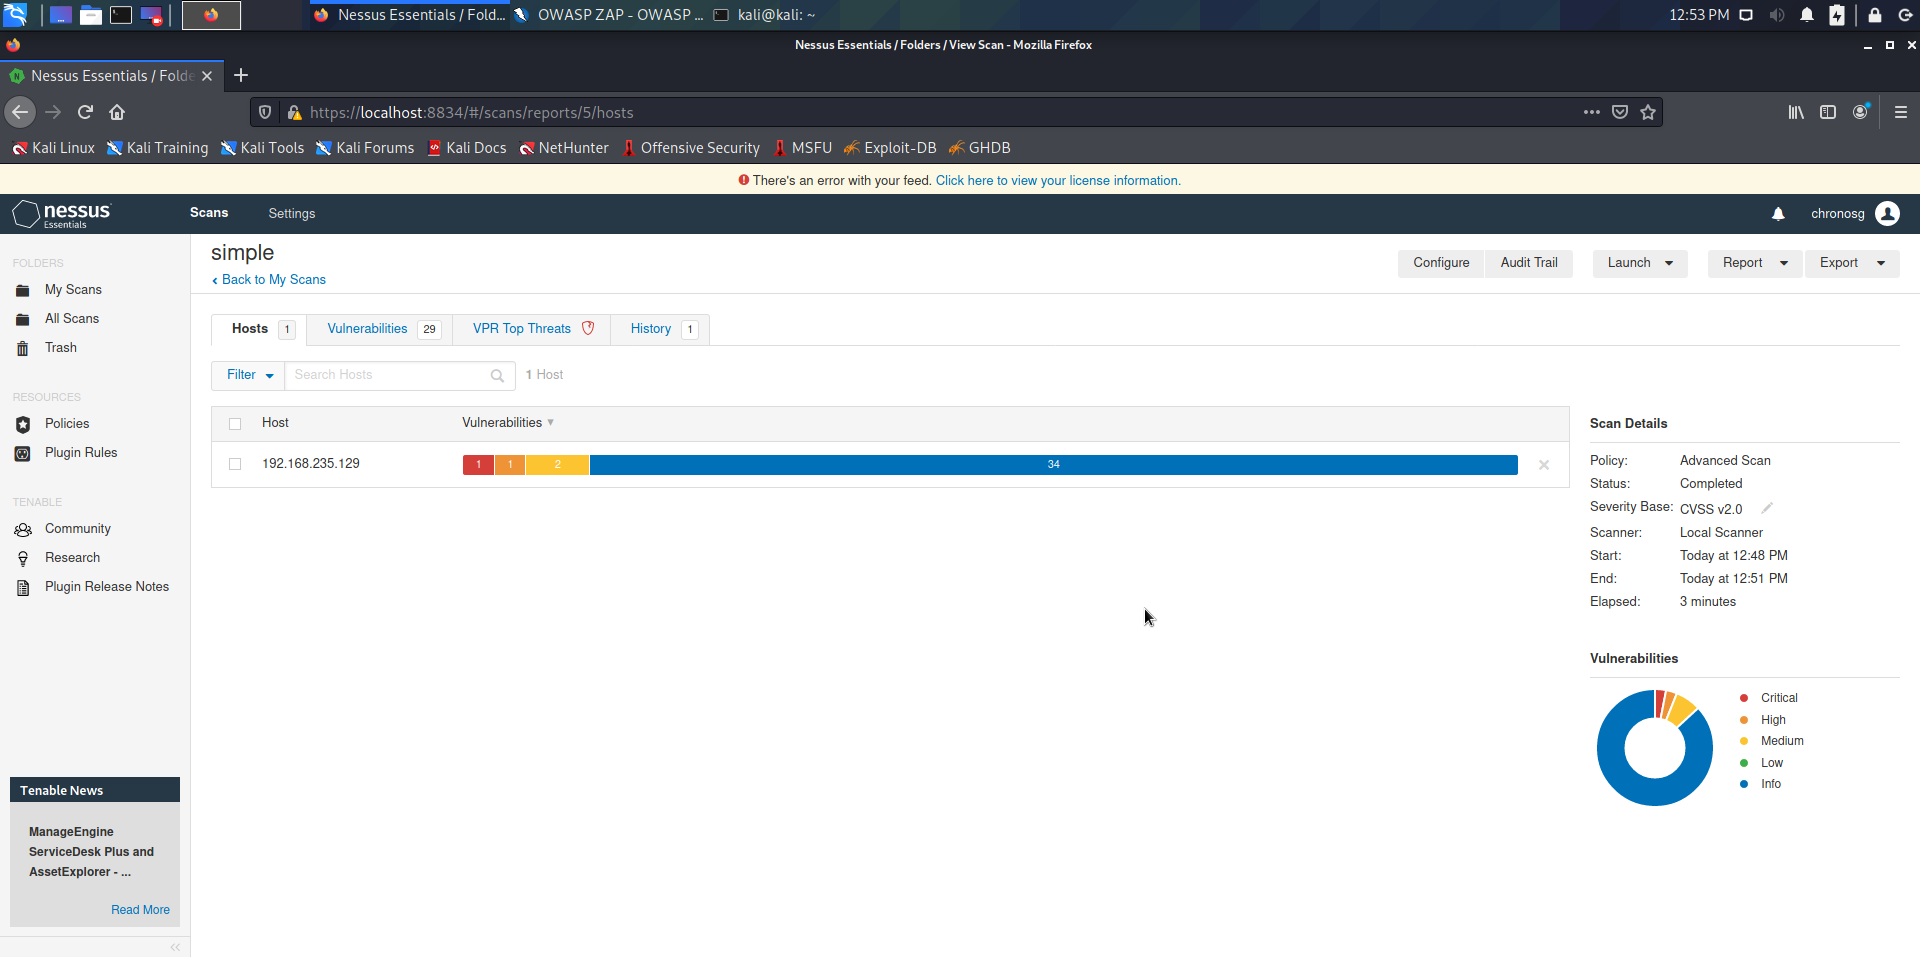 Nessus Essentials / Fold...
OWASP ZAP - OWASP ...
kali@kali: ~
12:53 PM
Nessus Essentials / Folders / View Scan - Mozilla Firefox
Nessus Essentials / Folde
https://localhost:8834/#/scans/reports/5/hosts
Kali Linux
Kali Training
Kali Tools
Kali Forums
Kali Docs
NetHunter
Offensive Security
MSFU
Exploit-DB
GHDB
There's an error with your feed. Click here to view your license information.
nessus
Essentials
Scans
Settings
chronosg
FOLDERS
My Scans
All Scans
Trash
RESOURCES
Policies
Plugin Rules
TENABLE
Community
Research
Plugin Release Notes
Tenable News
ManageEngine
ServiceDesk Plus and
AssetExplorer - ...
Read More
simple
‹ Back to My Scans
Configure
Audit Trail
Launch
Report
Export
Hosts 1
Vulnerabilities 29
VPR Top Threats
History 1
Filter
Search Hosts
1 Host
Host
Vulnerabilities
192.168.235.129
1 1 2 34
Scan Details
Policy: Advanced Scan
Status: Completed
Severity Base: CVSS v2.0
Scanner: Local Scanner
Start: Today at 12:48 PM
End: Today at 12:51 PM
Elapsed: 3 minutes
Vulnerabilities
Critical
High
Medium
Low
Info